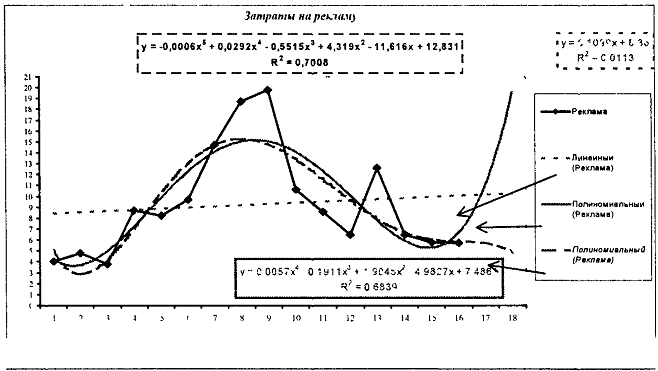 Затраты на рекламу
y = -0,0006x⁵ + 0,0292x⁴ - 0,5515x³ + 4,319x² - 11,616x + 12,831
R² = 0,7008
R² = 0,0113
21
20
19
18
17
16
15
14
13
12
11
10
9
8
7
6
5
4
3
2
1
0
1 2 3 4 5 6 7 8 9 10 11 12 13 14 15 16 17 18
Реклама
Линейный
(Реклама)
Полиномиальный
(Реклама)
Полиномиальный
(Реклама)
R² = 0,6839